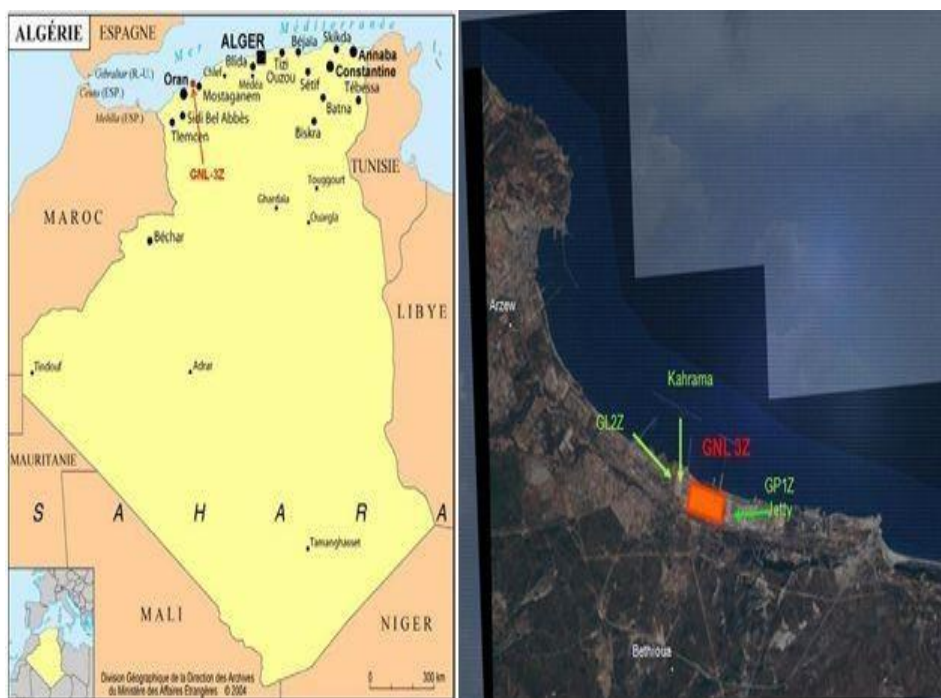 ALGÉRIE
ESPAGNE
Mer
Méditerranée
Gibraltar (R.-U.)
Ceuta (ESP.)
Melilla (ESP.)
ALGER
Blida
Médéa
Chlef
Tizi
Ouzou
Béjaïa
Skikda
Annaba
Constantine
Sétif
Batna
Tébessa
Biskra
Oran
Mostaganem
Sidi Bel Abbès
Tlemcen
GNL-3Z
TUNISIE
MAROC
Touggourt
Ghardaïa
Ouargla
Béchar
LIBYE
Tindouf
Adrar
MAURITANIE
S A H A R A
Tamanghasset
MALI
NIGER
Division Géographique de la Direction des Archives
du Ministère des Affaires Étrangères © 2004
0 300 km
Arzew
Kahrama
GL2Z
GNL 3Z
GP1Z
Jetty
Bethioua